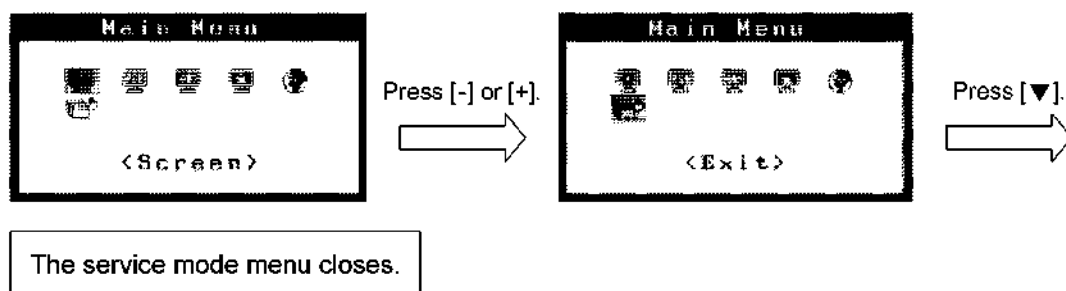 Main Menu
<Screen>
Press [-] or [+].
Main Menu
<Exit>
Press [▼].
The service mode menu closes.